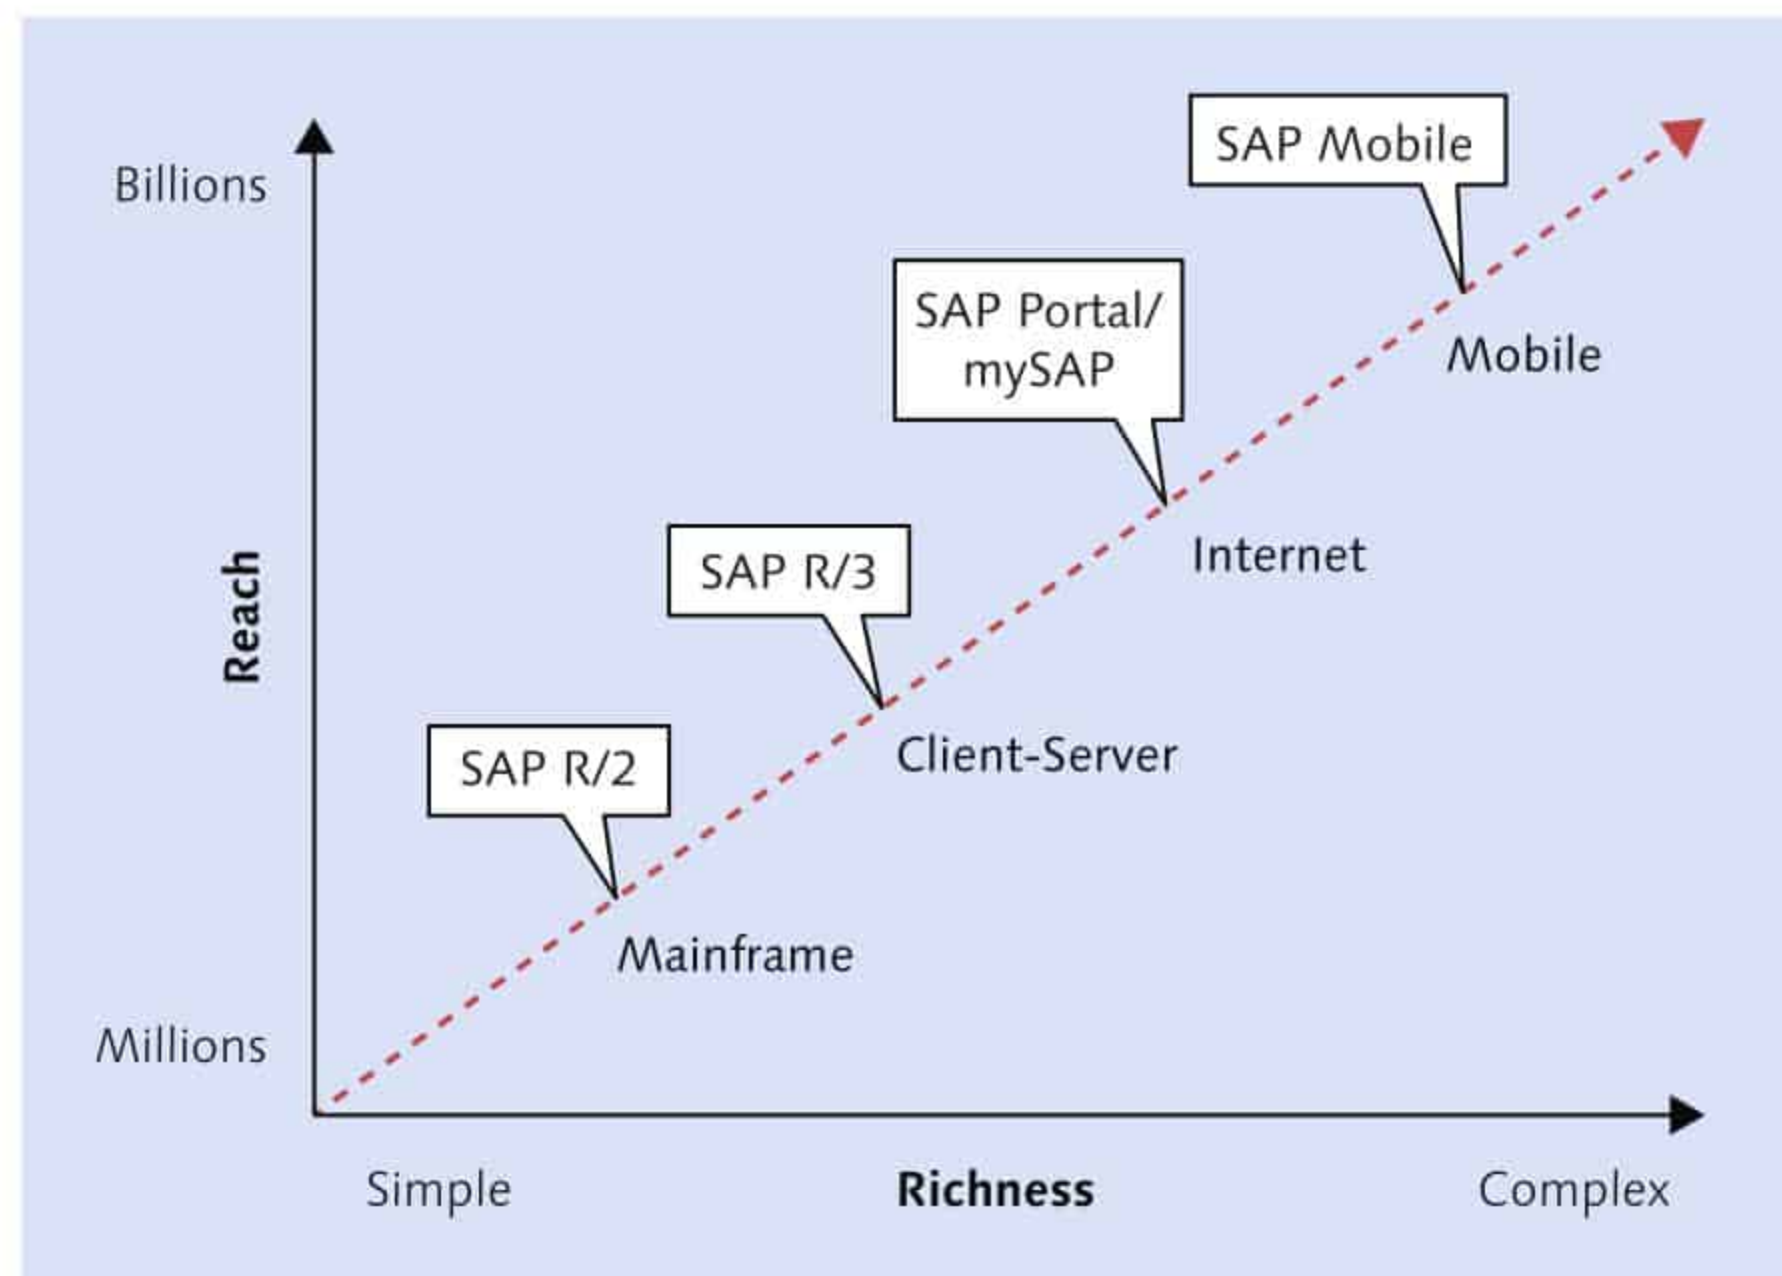 Billions
SAP Mobile
SAP Portal/
mySAP
Mobile
Reach
SAP R/3
Internet
SAP R/2
Client-Server
Mainframe
Millions
Simple
Richness
Complex